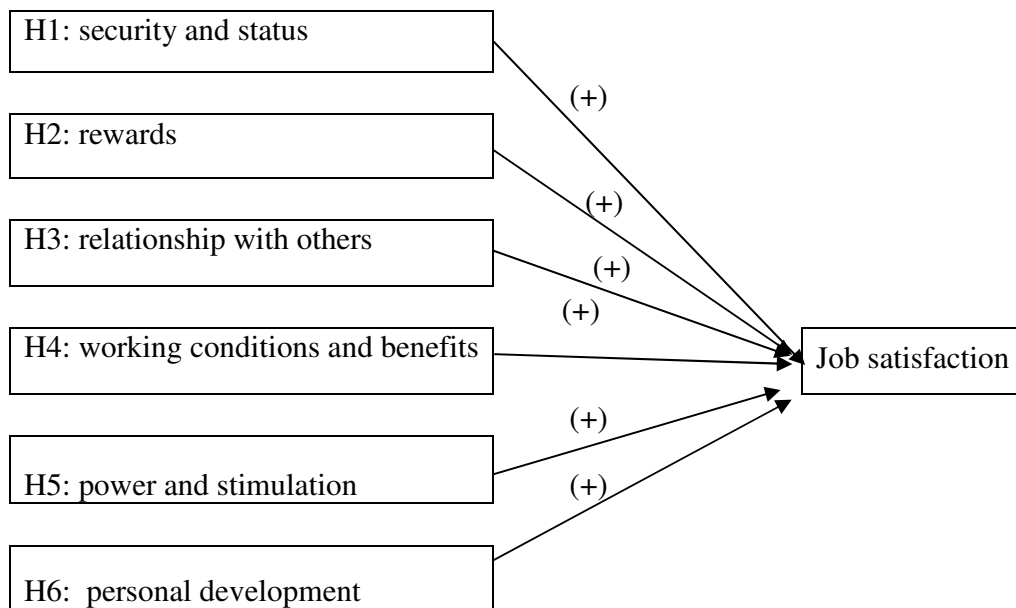 H1: security and status
(+)
H2: rewards
(+)
H3: relationship with others
(+)
(+)
H4: working conditions and benefits
Job satisfaction
(+)
H5: power and stimulation
(+)
H6: personal development